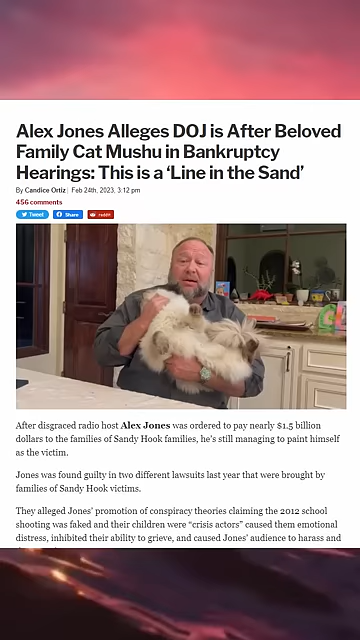 Alex Jones Alleges DOJ is After Beloved
Family Cat Mushu in Bankruptcy
Hearings: This is a ‘Line in the Sand’
By Candice Ortiz | Feb 24th, 2023, 3:12 pm
456 comments
Tweet Share reddit
After disgraced radio host Alex Jones was ordered to pay nearly $1.5 billion
dollars to the families of Sandy Hook families, he's still managing to paint himself
as the victim.
Jones was found guilty in two different lawsuits last year that were brought by
families of Sandy Hook victims.
They alleged Jones' promotion of conspiracy theories claiming the 2012 school
shooting was faked and their children were “crisis actors” caused them emotional
distress, inhibited their ability to grieve, and caused Jones' audience to harass and